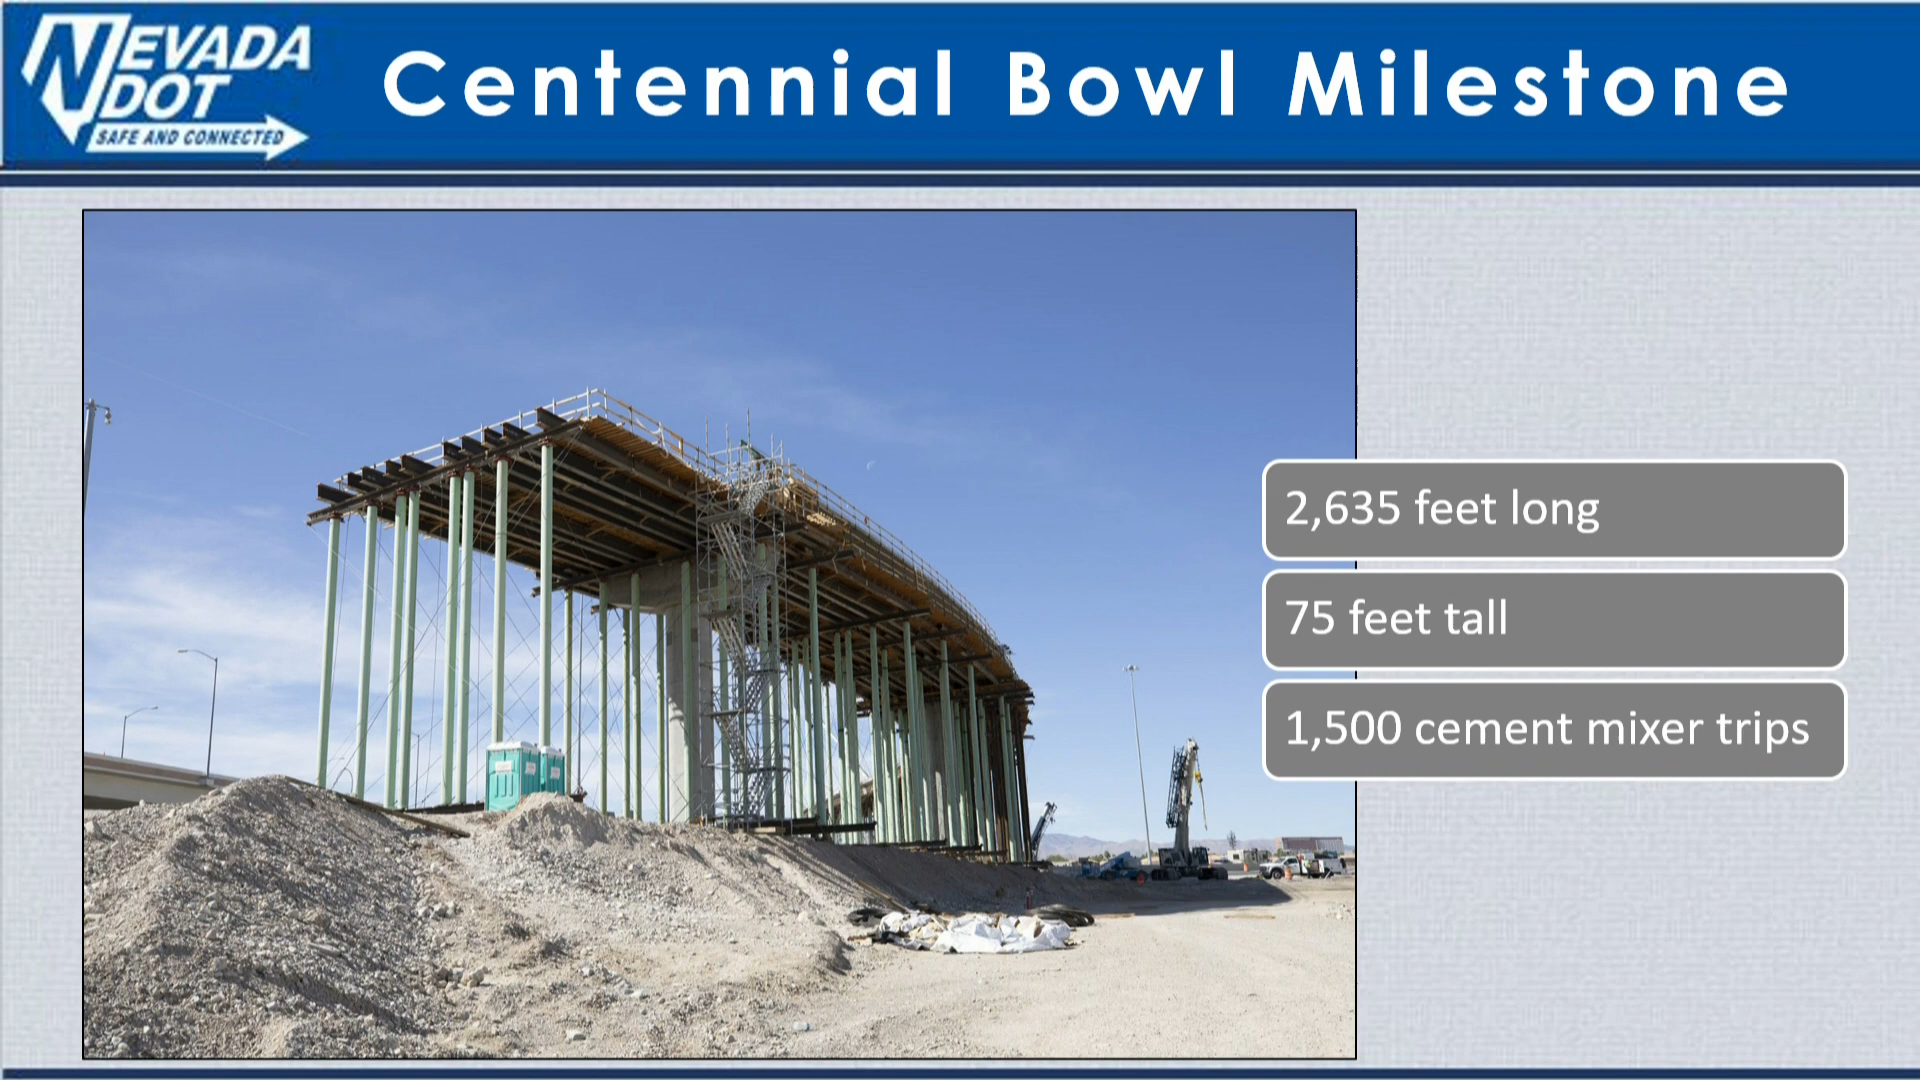 NEVADA
DOT
SAFE AND CONNECTED
Centennial Bowl Milestone
2,635 feet long
75 feet tall
1,500 cement mixer trips